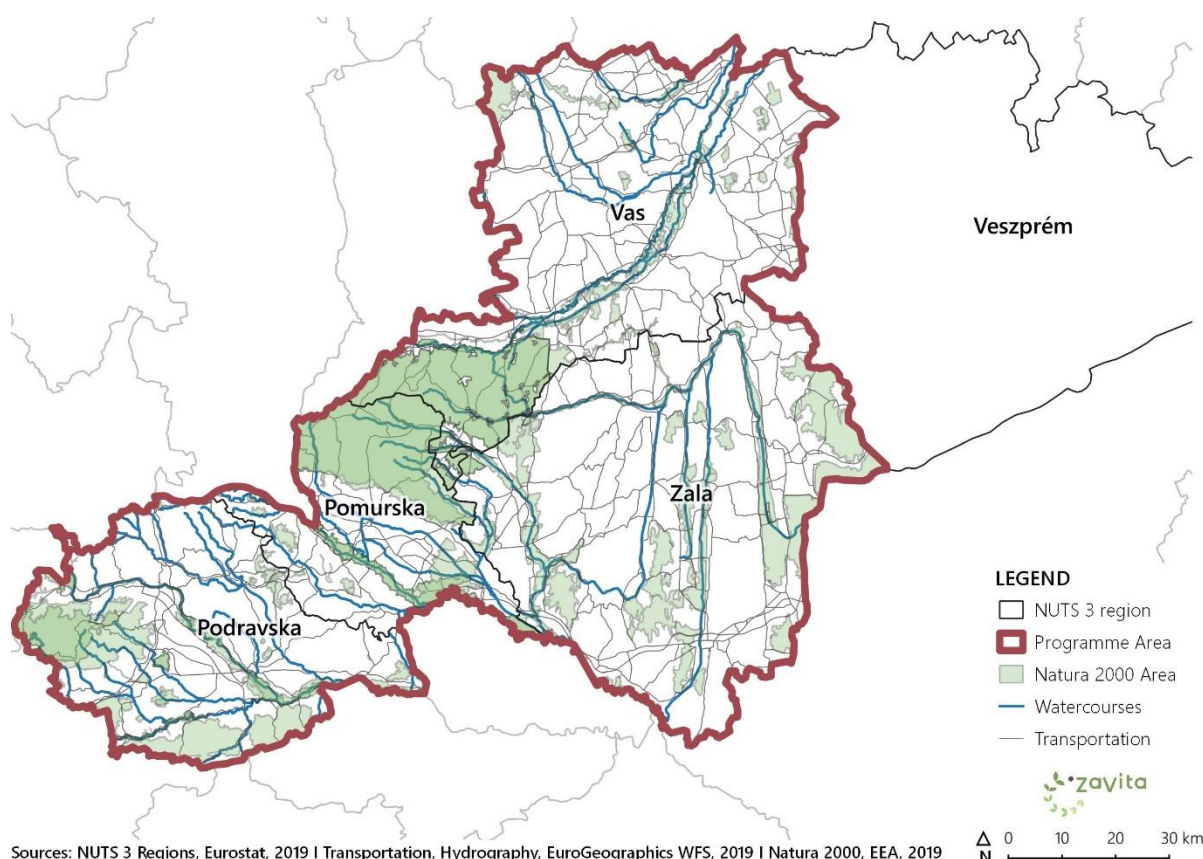 Vas
Veszprém
Zala
Pomurska
Podravska
LEGEND
NUTS 3 region
Programme Area
Natura 2000 Area
Watercourses
Transportation
zavita
N
0 10 20 30 km
Sources: NUTS 3 Regions, Eurostat, 2019 I Transportation, Hydrography, EuroGeographics WFS, 2019 I Natura 2000, EEA, 2019